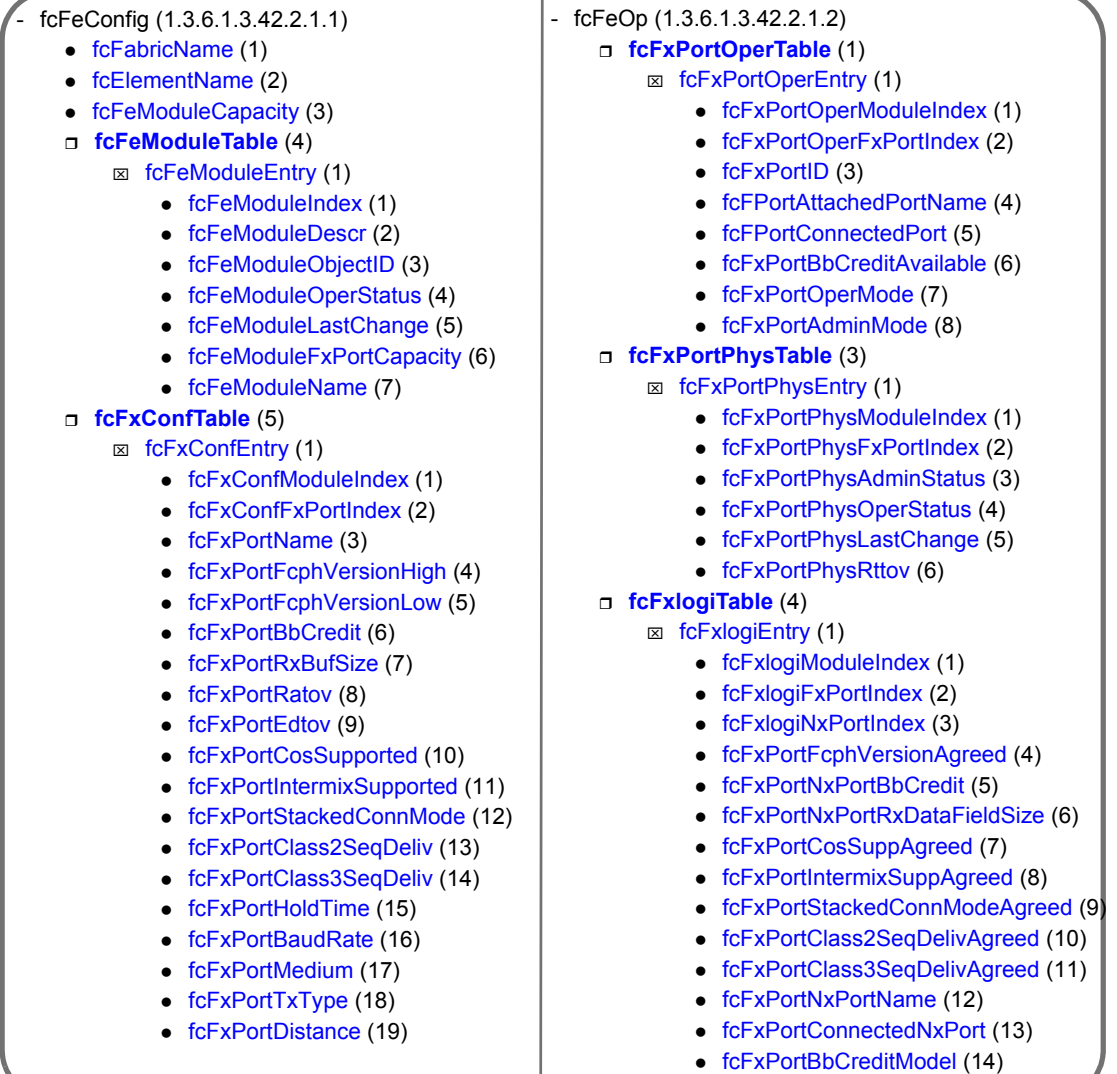 - fcFeConfig (1.3.6.1.3.42.2.1.1)
● fcFabricName (1)
● fcElementName (2)
● fcFeModuleCapacity (3)
❒ fcFeModuleTable (4)
☒ fcFeModuleEntry (1)
● fcFeModuleIndex (1)
● fcFeModuleDescr (2)
● fcFeModuleObjectID (3)
● fcFeModuleOperStatus (4)
● fcFeModuleLastChange (5)
● fcFeModuleFxPortCapacity (6)
● fcFeModuleName (7)
❒ fcFxConfTable (5)
☒ fcFxConfEntry (1)
● fcFxConfModuleIndex (1)
● fcFxConfFxPortIndex (2)
● fcFxPortName (3)
● fcFxPortFcphVersionHigh (4)
● fcFxPortFcphVersionLow (5)
● fcFxPortBbCredit (6)
● fcFxPortRxBufSize (7)
● fcFxPortRatov (8)
● fcFxPortEdtov (9)
● fcFxPortCosSupported (10)
● fcFxPortIntermixSupported (11)
● fcFxPortStackedConnMode (12)
● fcFxPortClass2SeqDeliv (13)
● fcFxPortClass3SeqDeliv (14)
● fcFxPortHoldTime (15)
● fcFxPortBaudRate (16)
● fcFxPortMedium (17)
● fcFxPortTxType (18)
● fcFxPortDistance (19)
- fcFeOp (1.3.6.1.3.42.2.1.2)
❒ fcFxPortOperTable (1)
☒ fcFxPortOperEntry (1)
● fcFxPortOperModuleIndex (1)
● fcFxPortOperFxPortIndex (2)
● fcFxPortID (3)
● fcFPortAttachedPortName (4)
● fcFPortConnectedPort (5)
● fcFxPortBbCreditAvailable (6)
● fcFxPortOperMode (7)
● fcFxPortAdminMode (8)
❒ fcFxPortPhysTable (3)
☒ fcFxPortPhysEntry (1)
● fcFxPortPhysModuleIndex (1)
● fcFxPortPhysFxPortIndex (2)
● fcFxPortPhysAdminStatus (3)
● fcFxPortPhysOperStatus (4)
● fcFxPortPhysLastChange (5)
● fcFxPortPhysRttov (6)
❒ fcFxlogiTable (4)
☒ fcFxlogiEntry (1)
● fcFxlogiModuleIndex (1)
● fcFxlogiFxPortIndex (2)
● fcFxlogiNxPortIndex (3)
● fcFxPortFcphVersionAgreed (4)
● fcFxPortNxPortBbCredit (5)
● fcFxPortNxPortRxDataFieldSize (6)
● fcFxPortCosSuppAgreed (7)
● fcFxPortIntermixSuppAgreed (8)
● fcFxPortStackedConnModeAgreed (9)
● fcFxPortClass2SeqDelivAgreed (10)
● fcFxPortClass3SeqDelivAgreed (11)
● fcFxPortNxPortName (12)
● fcFxPortConnectedNxPort (13)
● fcFxPortBbCreditModel (14)